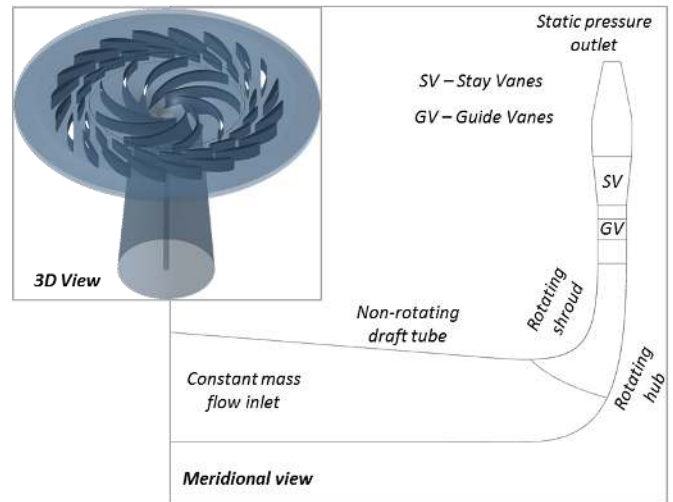 Static pressure
outlet
SV – Stay Vanes
GV – Guide Vanes
SV
GV
3D View
Rotating
shroud
Non-rotating
draft tube
Rotating
hub
Constant mass
flow inlet
Meridional view